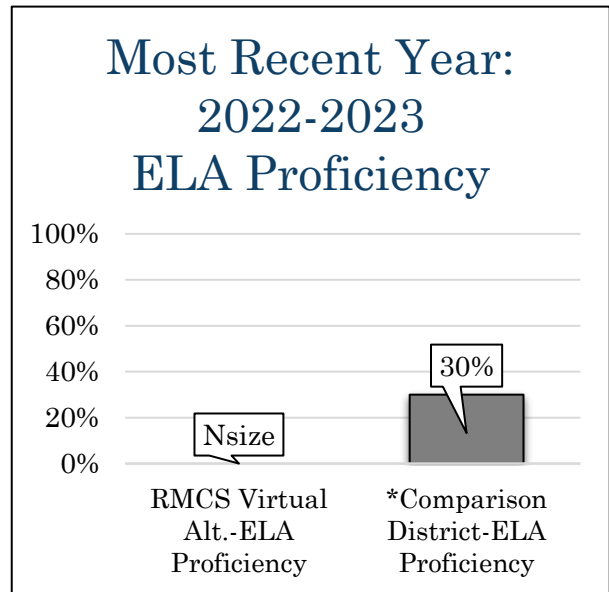 Most Recent Year:
2022-2023
ELA Proficiency
100%
80%
60%
40%
20%
0%
Nsize
30%
RMCS Virtual
Alt.-ELA
Proficiency
*Comparison
District-ELA
Proficiency